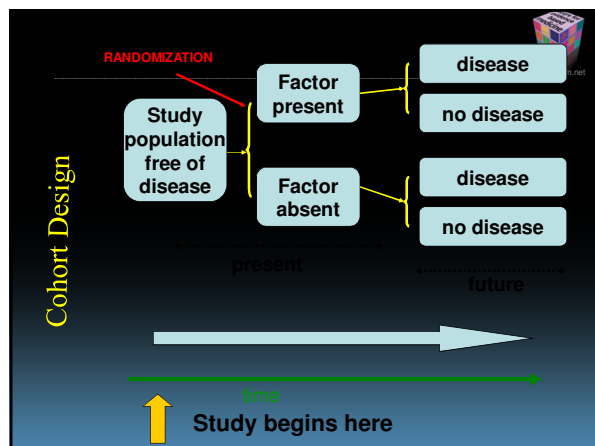 RANDOMIZATION
Study
population
free of
disease
Factor
present
Factor
absent
disease
no disease
disease
no disease
Cohort Design
present
future
time
Study begins here